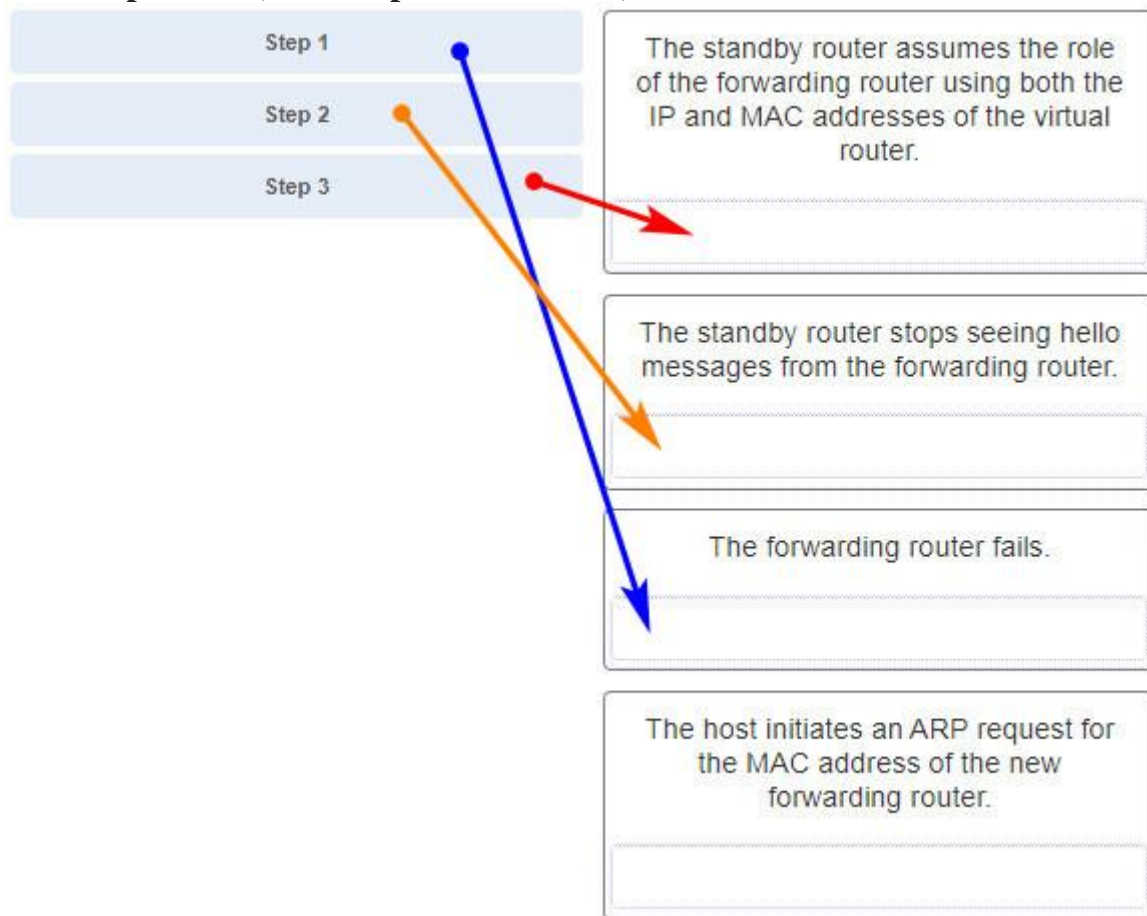 Step 1
Step 2
Step 3
The standby router assumes the role
of the forwarding router using both the
IP and MAC addresses of the virtual
router.
The standby router stops seeing hello
messages from the forwarding router.
The forwarding router fails.
The host initiates an ARP request for
the MAC address of the new
forwarding router.